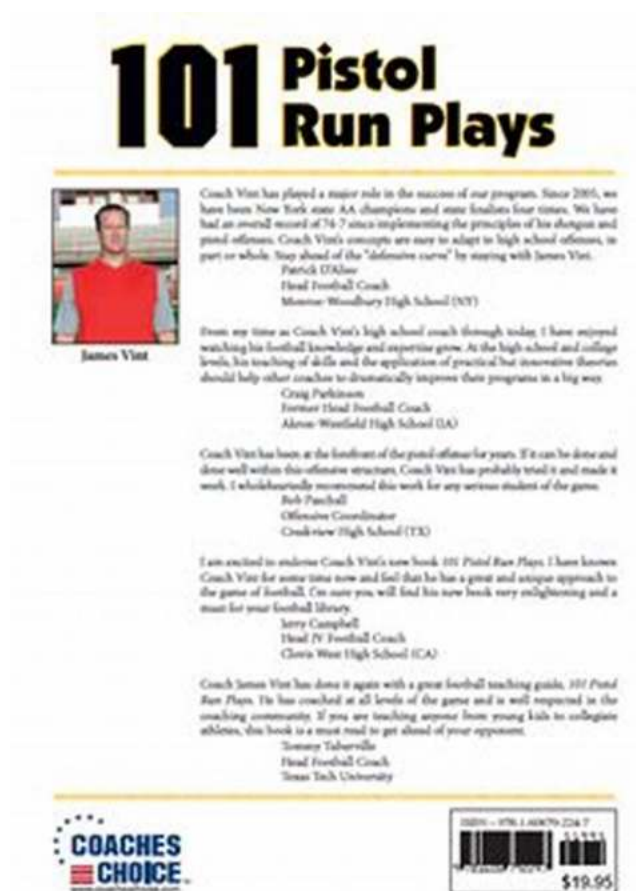 101 Pistol
Run Plays
Coach Vint has played a major role in the success of our program. Since 2005, we
have been New York state AA champions and state finalists four times. We have
had an overall record of 74-7 since implementing the principles of his shotgun and
pistol offenses. Coach Vint's concepts are easy to adapt to high school offenses, in
part or whole. Stay ahead of the "defensive curve" by staying with James Vint.
Patrick D'Aliso
Head Football Coach
Monroe-Woodbury High School (NY)
James Vint
From my time as Coach Vint's high school coach through today, I have enjoyed
watching his football knowledge and expertise grow. At the high school and college
levels, his teaching of skills and the application of practical but innovative theories
should help other coaches to dramatically improve their programs in a big way.
Craig Parkinson
Former Head Football Coach
Akron-Westfield High School (IA)
Coach Vint has been at the forefront of the pistol offense for years. If it can be done and
done well within this offensive structure, Coach Vint has probably tried it and made it
work. I wholeheartedly recommend this work for any serious student of the game.
Bob Paschall
Offensive Coordinator
Creekview High School (TX)
I am excited to endorse Coach Vint's new book 101 Pistol Run Plays. I have known
Coach Vint for some time now and feel that he has a great and unique approach to
the game of football. I'm sure you will find his new book very enlightening and a
must for your football library.
Jerry Campbell
Head JV Football Coach
Clovis West High School (CA)
Coach James Vint has done it again with a great football teaching guide, 101 Pistol
Run Plays. He has coached at all levels of the game and is well respected in the
coaching community. If you are teaching anyone from young kids to collegiate
athletes, this book is a must read to get ahead of your opponent.
Tommy Tuberville
Head Football Coach
Texas Tech University
COACHES
CHOICE
www.coacheschoice.com
ISBN – 978-1-60679-224-7
$19.95